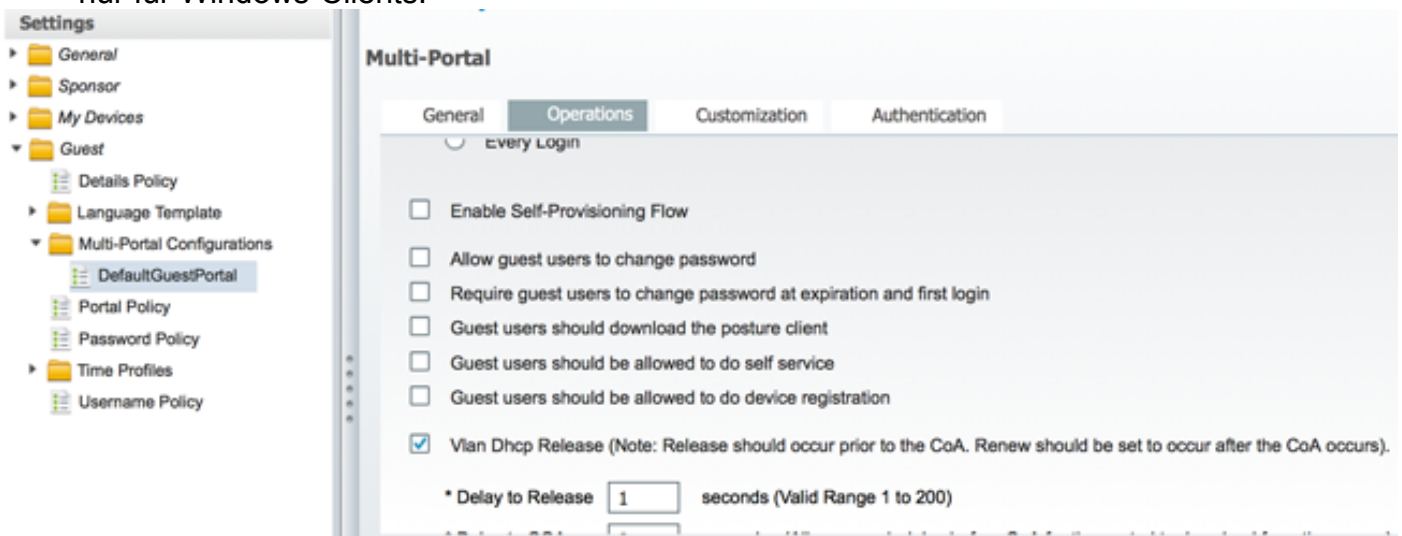 nur für Windows-Clients.
Settings
General
Sponsor
My Devices
Guest
Details Policy
Language Template
Multi-Portal Configurations
DefaultGuestPortal
Portal Policy
Password Policy
Time Profiles
Username Policy
Multi-Portal
General Operations Customization Authentication
Every Login
Enable Self-Provisioning Flow
Allow guest users to change password
Require guest users to change password at expiration and first login
Guest users should download the posture client
Guest users should be allowed to do self service
Guest users should be allowed to do device registration
Vlan Dhcp Release (Note: Release should occur prior to the CoA. Renew should be set to occur after the CoA occurs).
* Delay to Release 1 seconds (Valid Range 1 to 200)